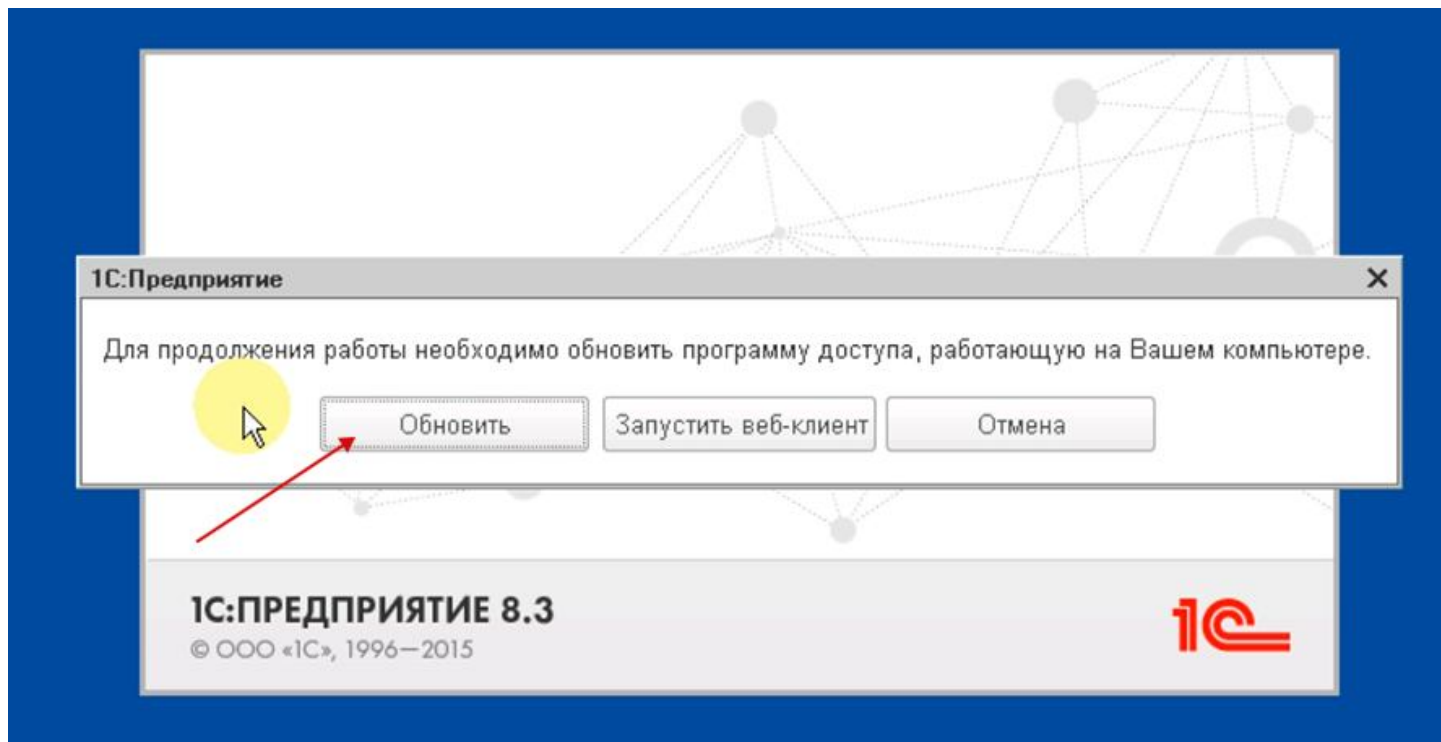 1С:Предприятие
Для продолжения работы необходимо обновить программу доступа, работающую на Вашем компьютере.
Обновить
Запустить веб-клиент
Отмена
1С:ПРЕДПРИЯТИЕ 8.3
© ООО «1С», 1996—2015
1С